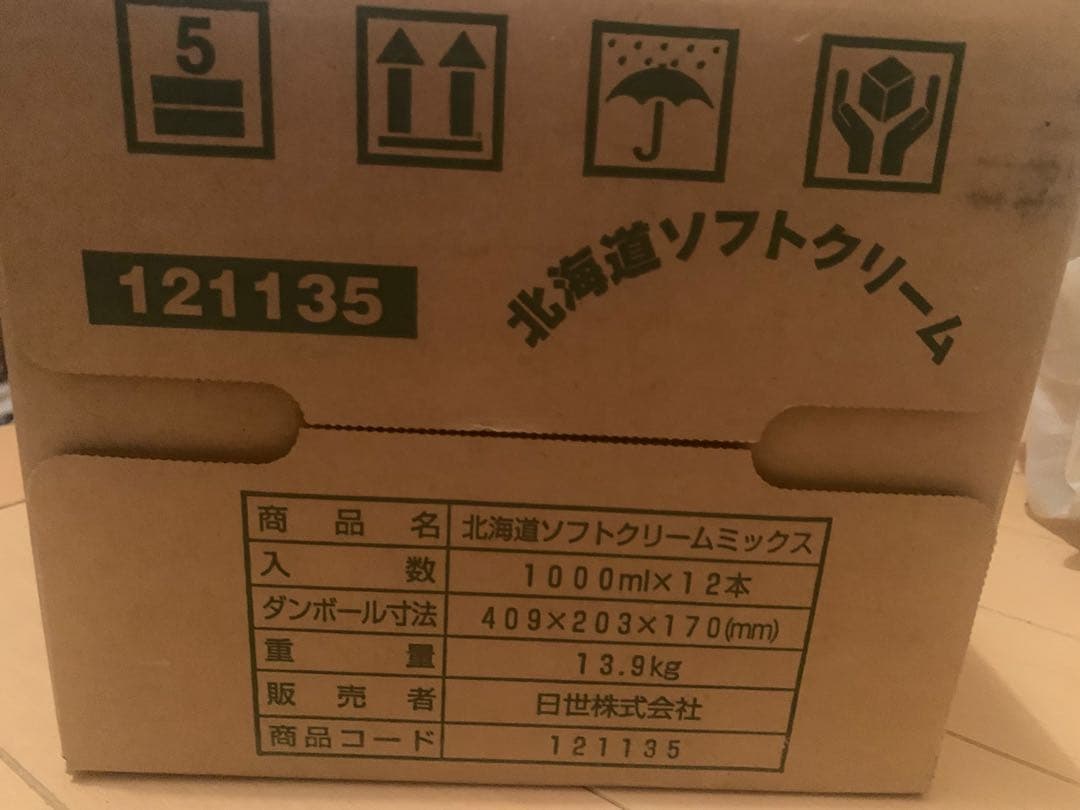 5
121135
北海道ソフトクリーム
商品名 北海道ソフトクリームミックス
入数 1000ml×12本
ダンボール寸法 409×203×170(mm)
重量 13.9kg
販売者 日世株式会社
商品コード 121135